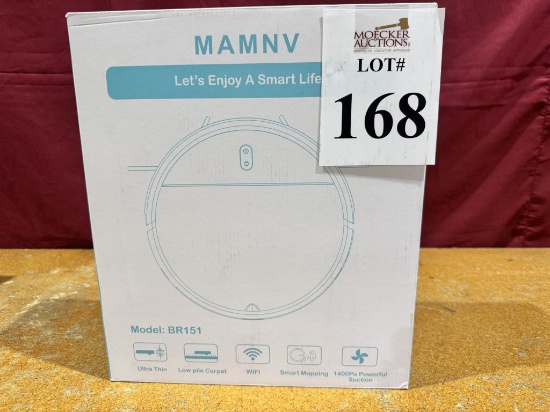 MAMNV
Let's Enjoy A Smart Life
MOECKER
AUCTIONS
LOT#
168
Model: BR151
Ultra Thin
Low pile Carpet
WIFI
Smart Mopping
1400Pa Powerful
Suction